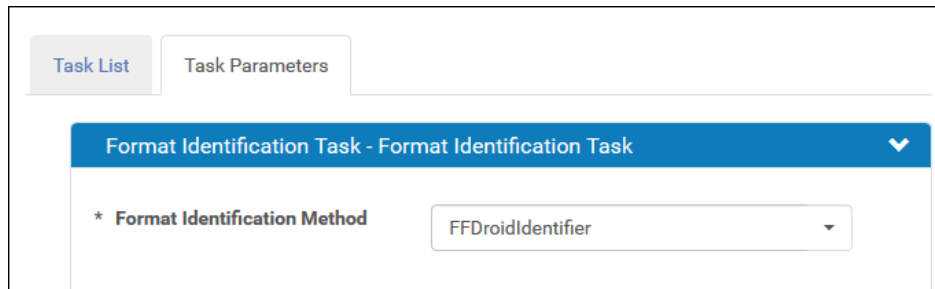 Task List
Task Parameters
Format Identification Task - Format Identification Task
* Format Identification Method
FFDroidIdentifier